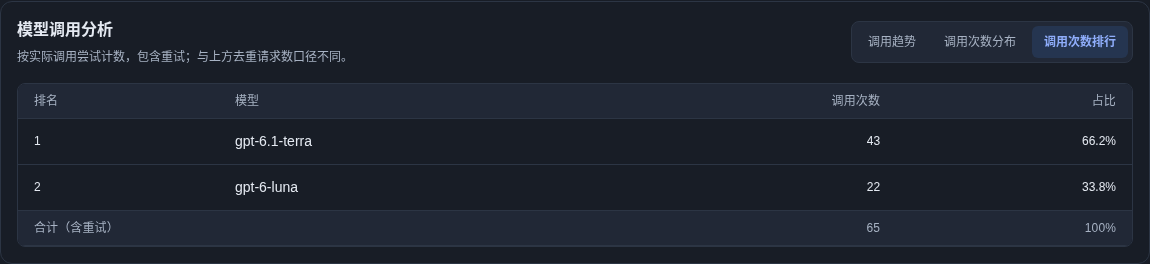 模型调用分析
按实际调用尝试计数，包含重试；与上方去重请求数口径不同。
调用趋势 调用次数分布 调用次数排行
排名 模型 调用次数 占比
1 gpt-6.1-terra 43 66.2%
2 gpt-6-luna 22 33.8%
合计（含重试） 65 100%